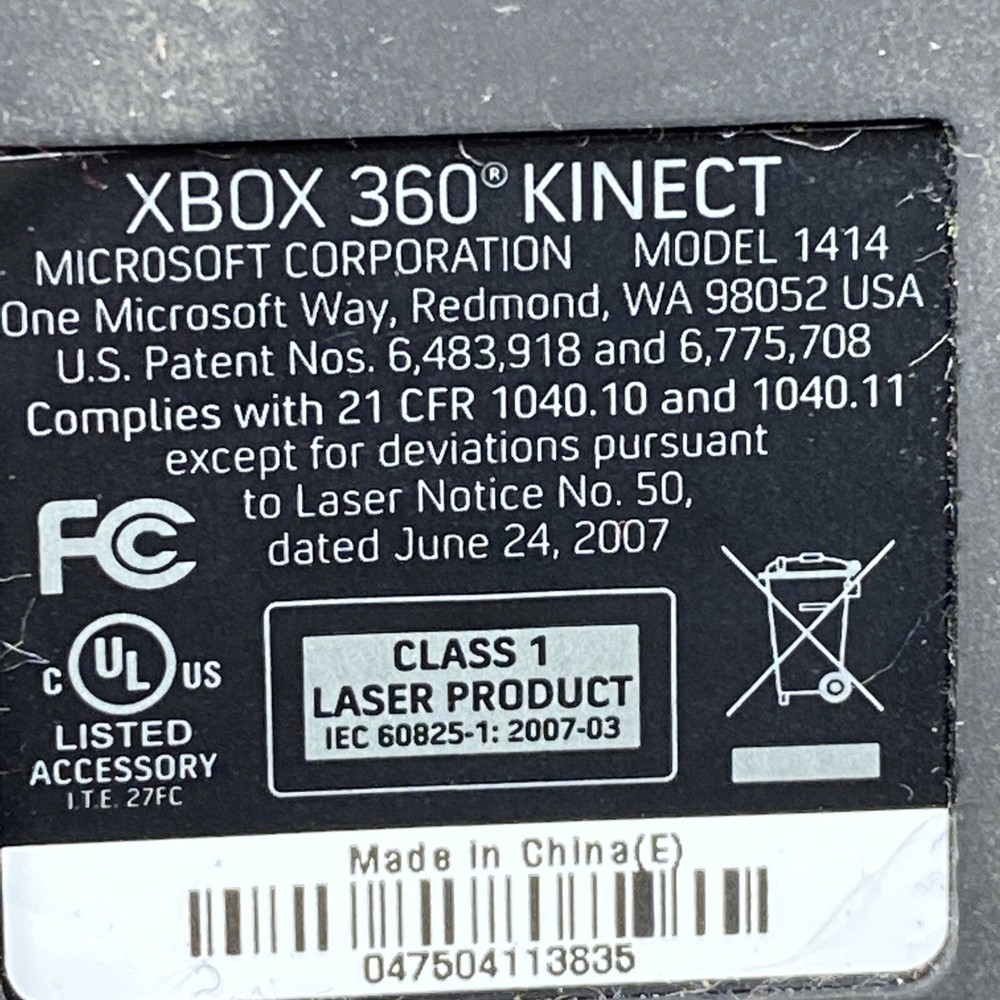 XBOX 360® KINECT
MICROSOFT CORPORATION MODEL 1414
One Microsoft Way, Redmond, WA 98052 USA
U.S. Patent Nos. 6,483,918 and 6,775,708
Complies with 21 CFR 1040.10 and 1040.11
except for deviations pursuant
to Laser Notice No. 50,
dated June 24, 2007
FC
C UL US
LISTED
ACCESSORY
I.T.E. 27FC
CLASS 1
LASER PRODUCT
IEC 60825-1: 2007-03
Made in China(E)
047504113835